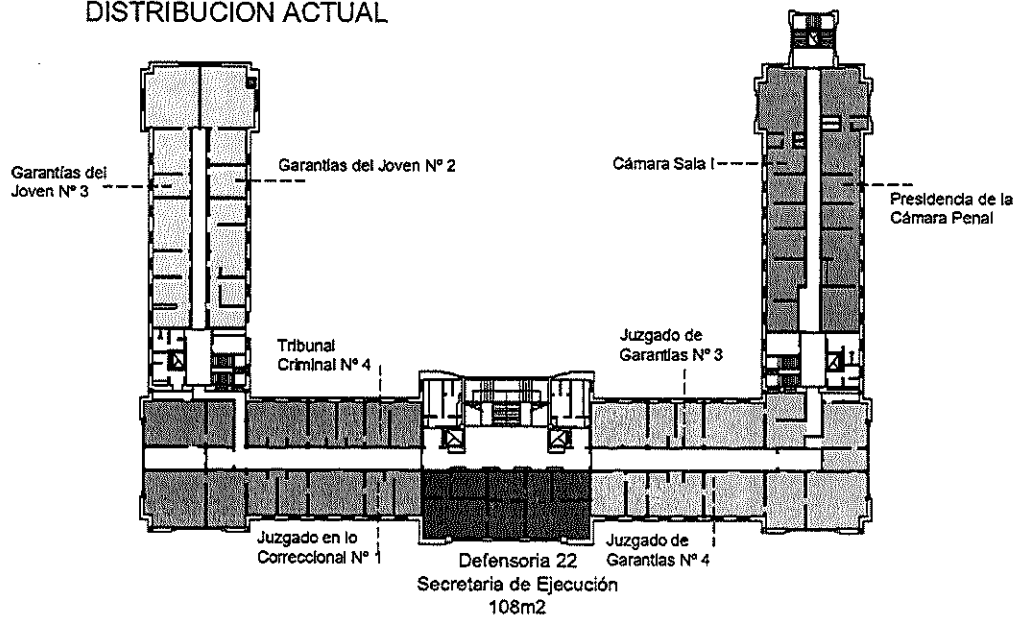 DISTRIBUCION ACTUAL
Garantías del
Joven Nº 3
Garantías del Joven Nº 2
Cámara Sala I
Presidencia de la
Cámara Penal
Tribunal
Criminal Nº 4
Juzgado de
Garantías Nº 3
Juzgado en lo
Correccional Nº 1
Defensoria 22
Secretaria de Ejecución
108m2
Juzgado de
Garantías Nº 4